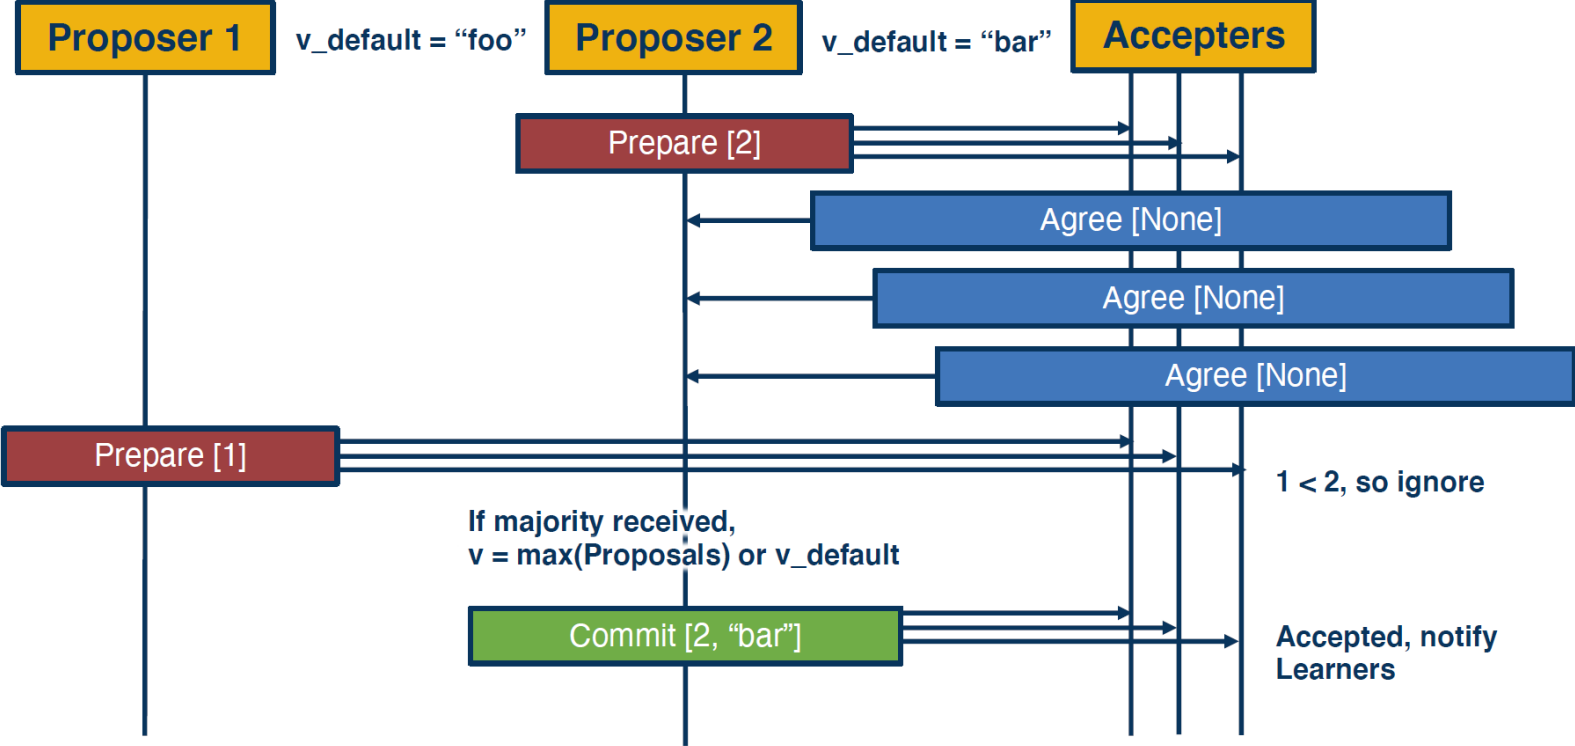 Proposer 1
v_default = “foo”
Proposer 2
v_default = “bar”
Accepters
Prepare [2]
Agree [None]
Agree [None]
Agree [None]
Prepare [1]
1 < 2, so ignore
If majority received,
v = max(Proposals) or v_default
Commit [2, “bar”]
Accepted, notify
Learners